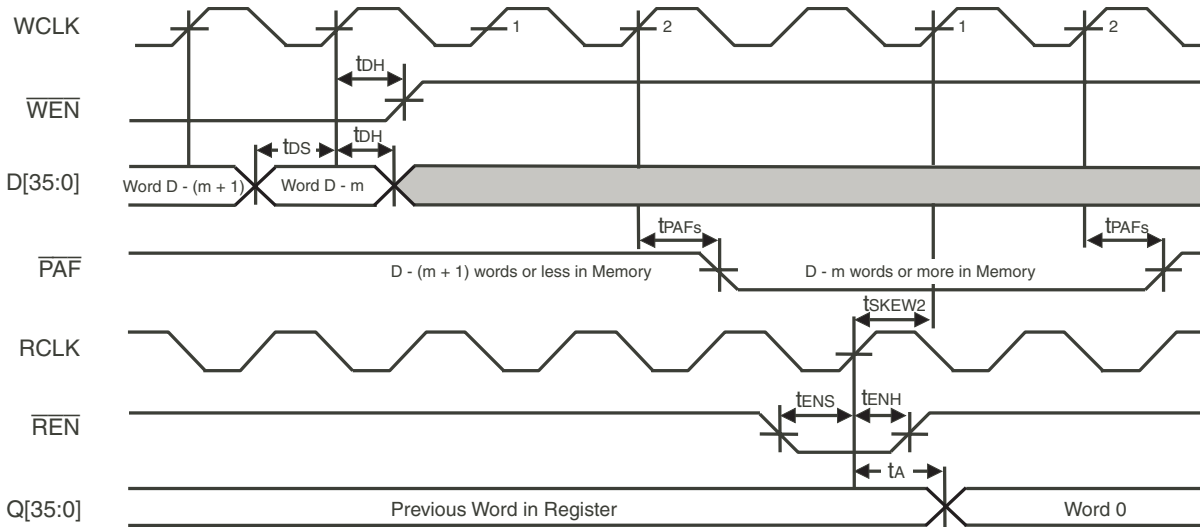 WCLK 1 2 1 2
tDH
WEN
tDS tDH
D[35:0] Word D - (m + 1) Word D - m
tPAFs tPAFs
PAF D - (m + 1) words or less in Memory D - m words or more in Memory
tSKEW2
RCLK
tENS tENH
REN
tA
Q[35:0] Previous Word in Register Word 0